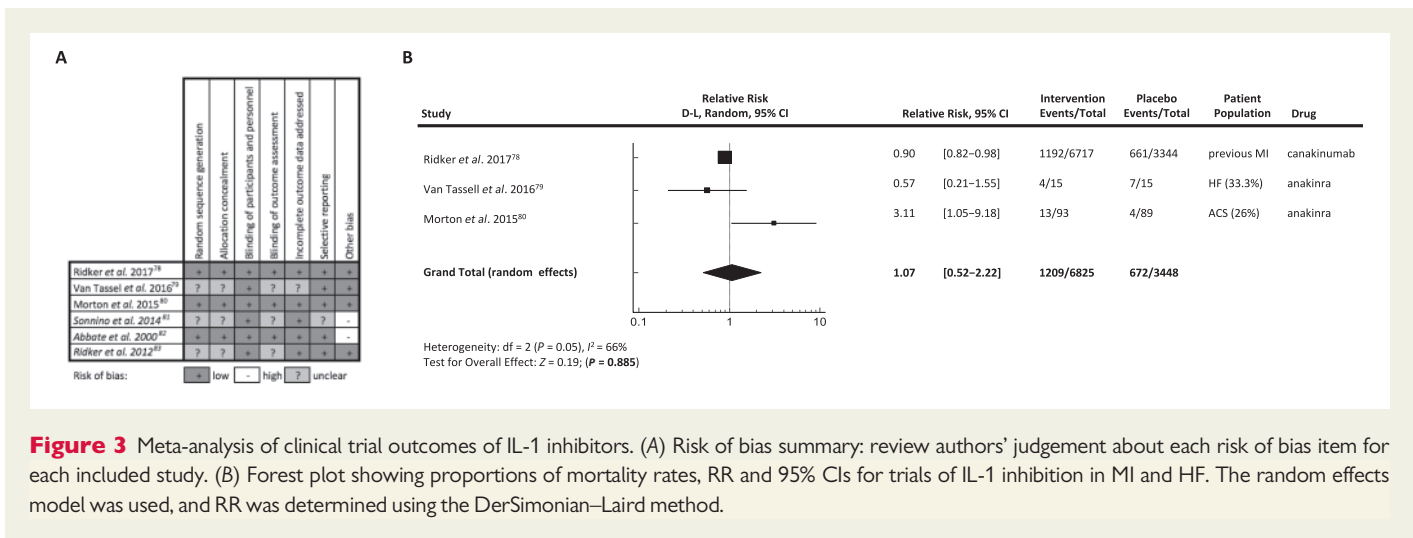 A
Random sequence generation
Allocation concealment
Blinding of participants and personnel
Blinding of outcome assessment
Incomplete outcome data addressed
Selective reporting
Other bias
Ridker et al. 2017⁷⁸ + + + + + + +
Van Tassel et al. 2016⁷⁹ ? ? + ? ? + +
Morton et al. 2015⁸⁰ + + + + + + +
Sonnino et al. 2014⁸¹ ? ? + ? + ? -
Abbate et al. 2000⁸² + + + + + + -
Ridker et al. 2012⁸³ ? ? + ? + + +
Risk of bias: + low - high ? unclear
B
Study
Relative Risk
D-L, Random, 95% CI
Relative Risk, 95% CI
Intervention
Events/Total
Placebo
Events/Total
Patient
Population
Drug
Ridker et al. 2017⁷⁸ 0.90 [0.82–0.98] 1192/6717 661/3344 previous MI canakinumab
Van Tassell et al. 2016⁷⁹ 0.57 [0.21–1.55] 4/15 7/15 HF (33.3%) anakinra
Morton et al. 2015⁸⁰ 3.11 [1.05–9.18] 13/93 4/89 ACS (26%) anakinra
Grand Total (random effects) 1.07 [0.52–2.22] 1209/6825 672/3448
0.1 1 10
Heterogeneity: df = 2 (P = 0.05), I² = 66%
Test for Overall Effect: Z = 0.19; (P = 0.885)
Figure 3 Meta-analysis of clinical trial outcomes of IL-1 inhibitors. (A) Risk of bias summary: review authors' judgement about each risk of bias item for
each included study. (B) Forest plot showing proportions of mortality rates, RR and 95% CIs for trials of IL-1 inhibition in MI and HF. The random effects
model was used, and RR was determined using the DerSimonian–Laird method.